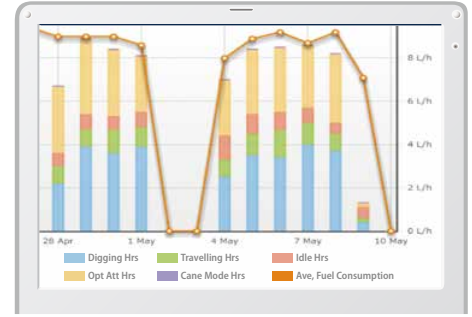 8 L/h
6 L/h
4 L/h
2 L/h
0 L/h
28 Apr 1 May 4 May 7 May 10 May
Digging Hrs Travelling Hrs Idle Hrs
Opt Att Hrs Cane Mode Hrs Ave, Fuel Consumption